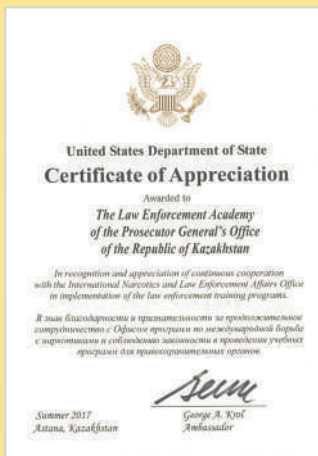 United States Department of State
Certificate of Appreciation
Awarded to
The Law Enforcement Academy
of the Prosecutor General's Office
of the Republic of Kazakhstan
In recognition and appreciation of continuous cooperation
with the International Narcotics and Law Enforcement Affairs Office
in implementation of the law enforcement training programs.
В знак благодарности и признательности за продолжительное
сотрудничество с Офисом программ по международной борьбе
с наркотиками и соблюдению законности в проведении учебных
программ для правоохранительных органов.
Summer 2017
Astana, Kazakhstan
George A. Krol
Ambassador